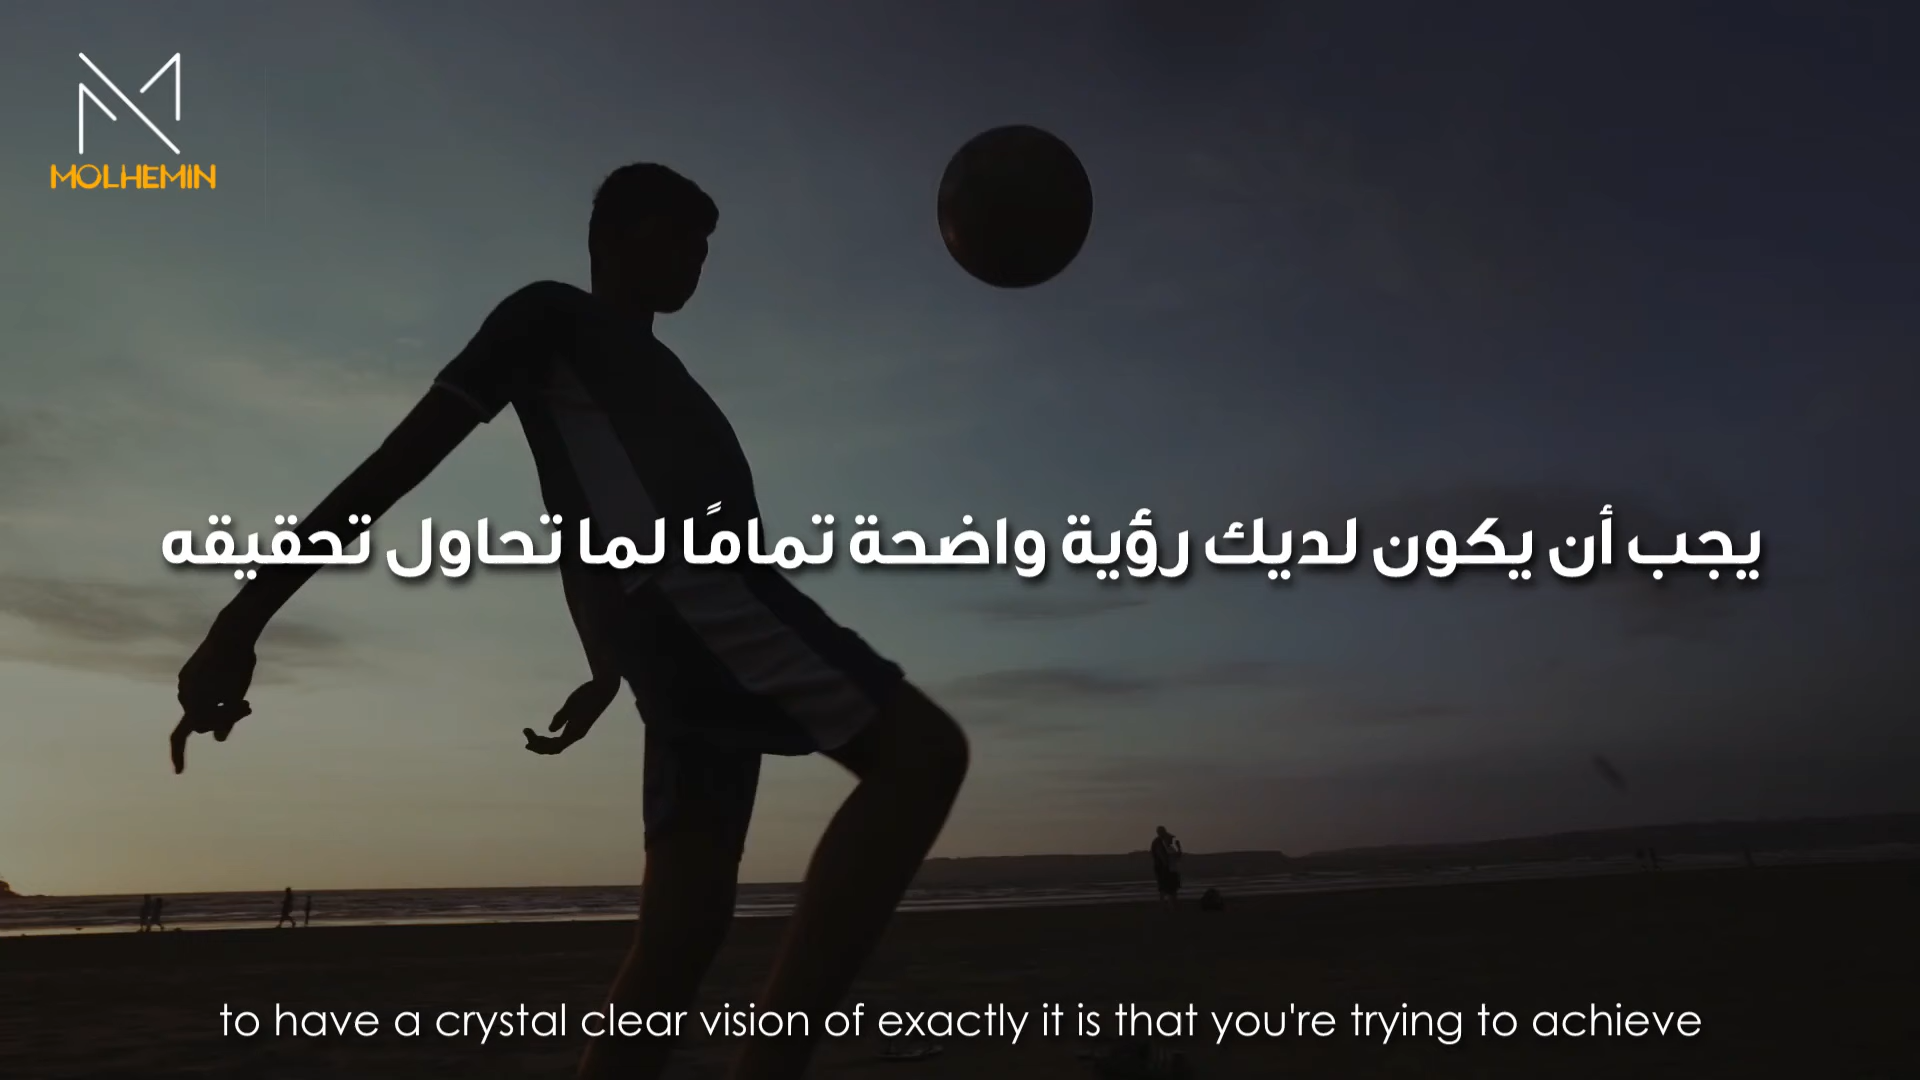 MOLHEMIN
يجب أن يكون لديك رؤية واضحة تمامًا لما تحاول تحقيقه
to have a crystal clear vision of exactly it is that you're trying to achieve